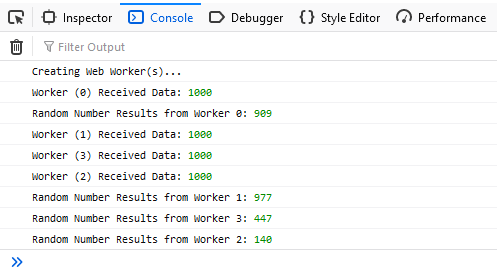 Inspector Console Debugger Style Editor Performance
Filter Output
Creating Web Worker(s)...
Worker (0) Received Data: 1000
Random Number Results from Worker 0: 909
Worker (1) Received Data: 1000
Worker (3) Received Data: 1000
Worker (2) Received Data: 1000
Random Number Results from Worker 1: 977
Random Number Results from Worker 3: 447
Random Number Results from Worker 2: 140